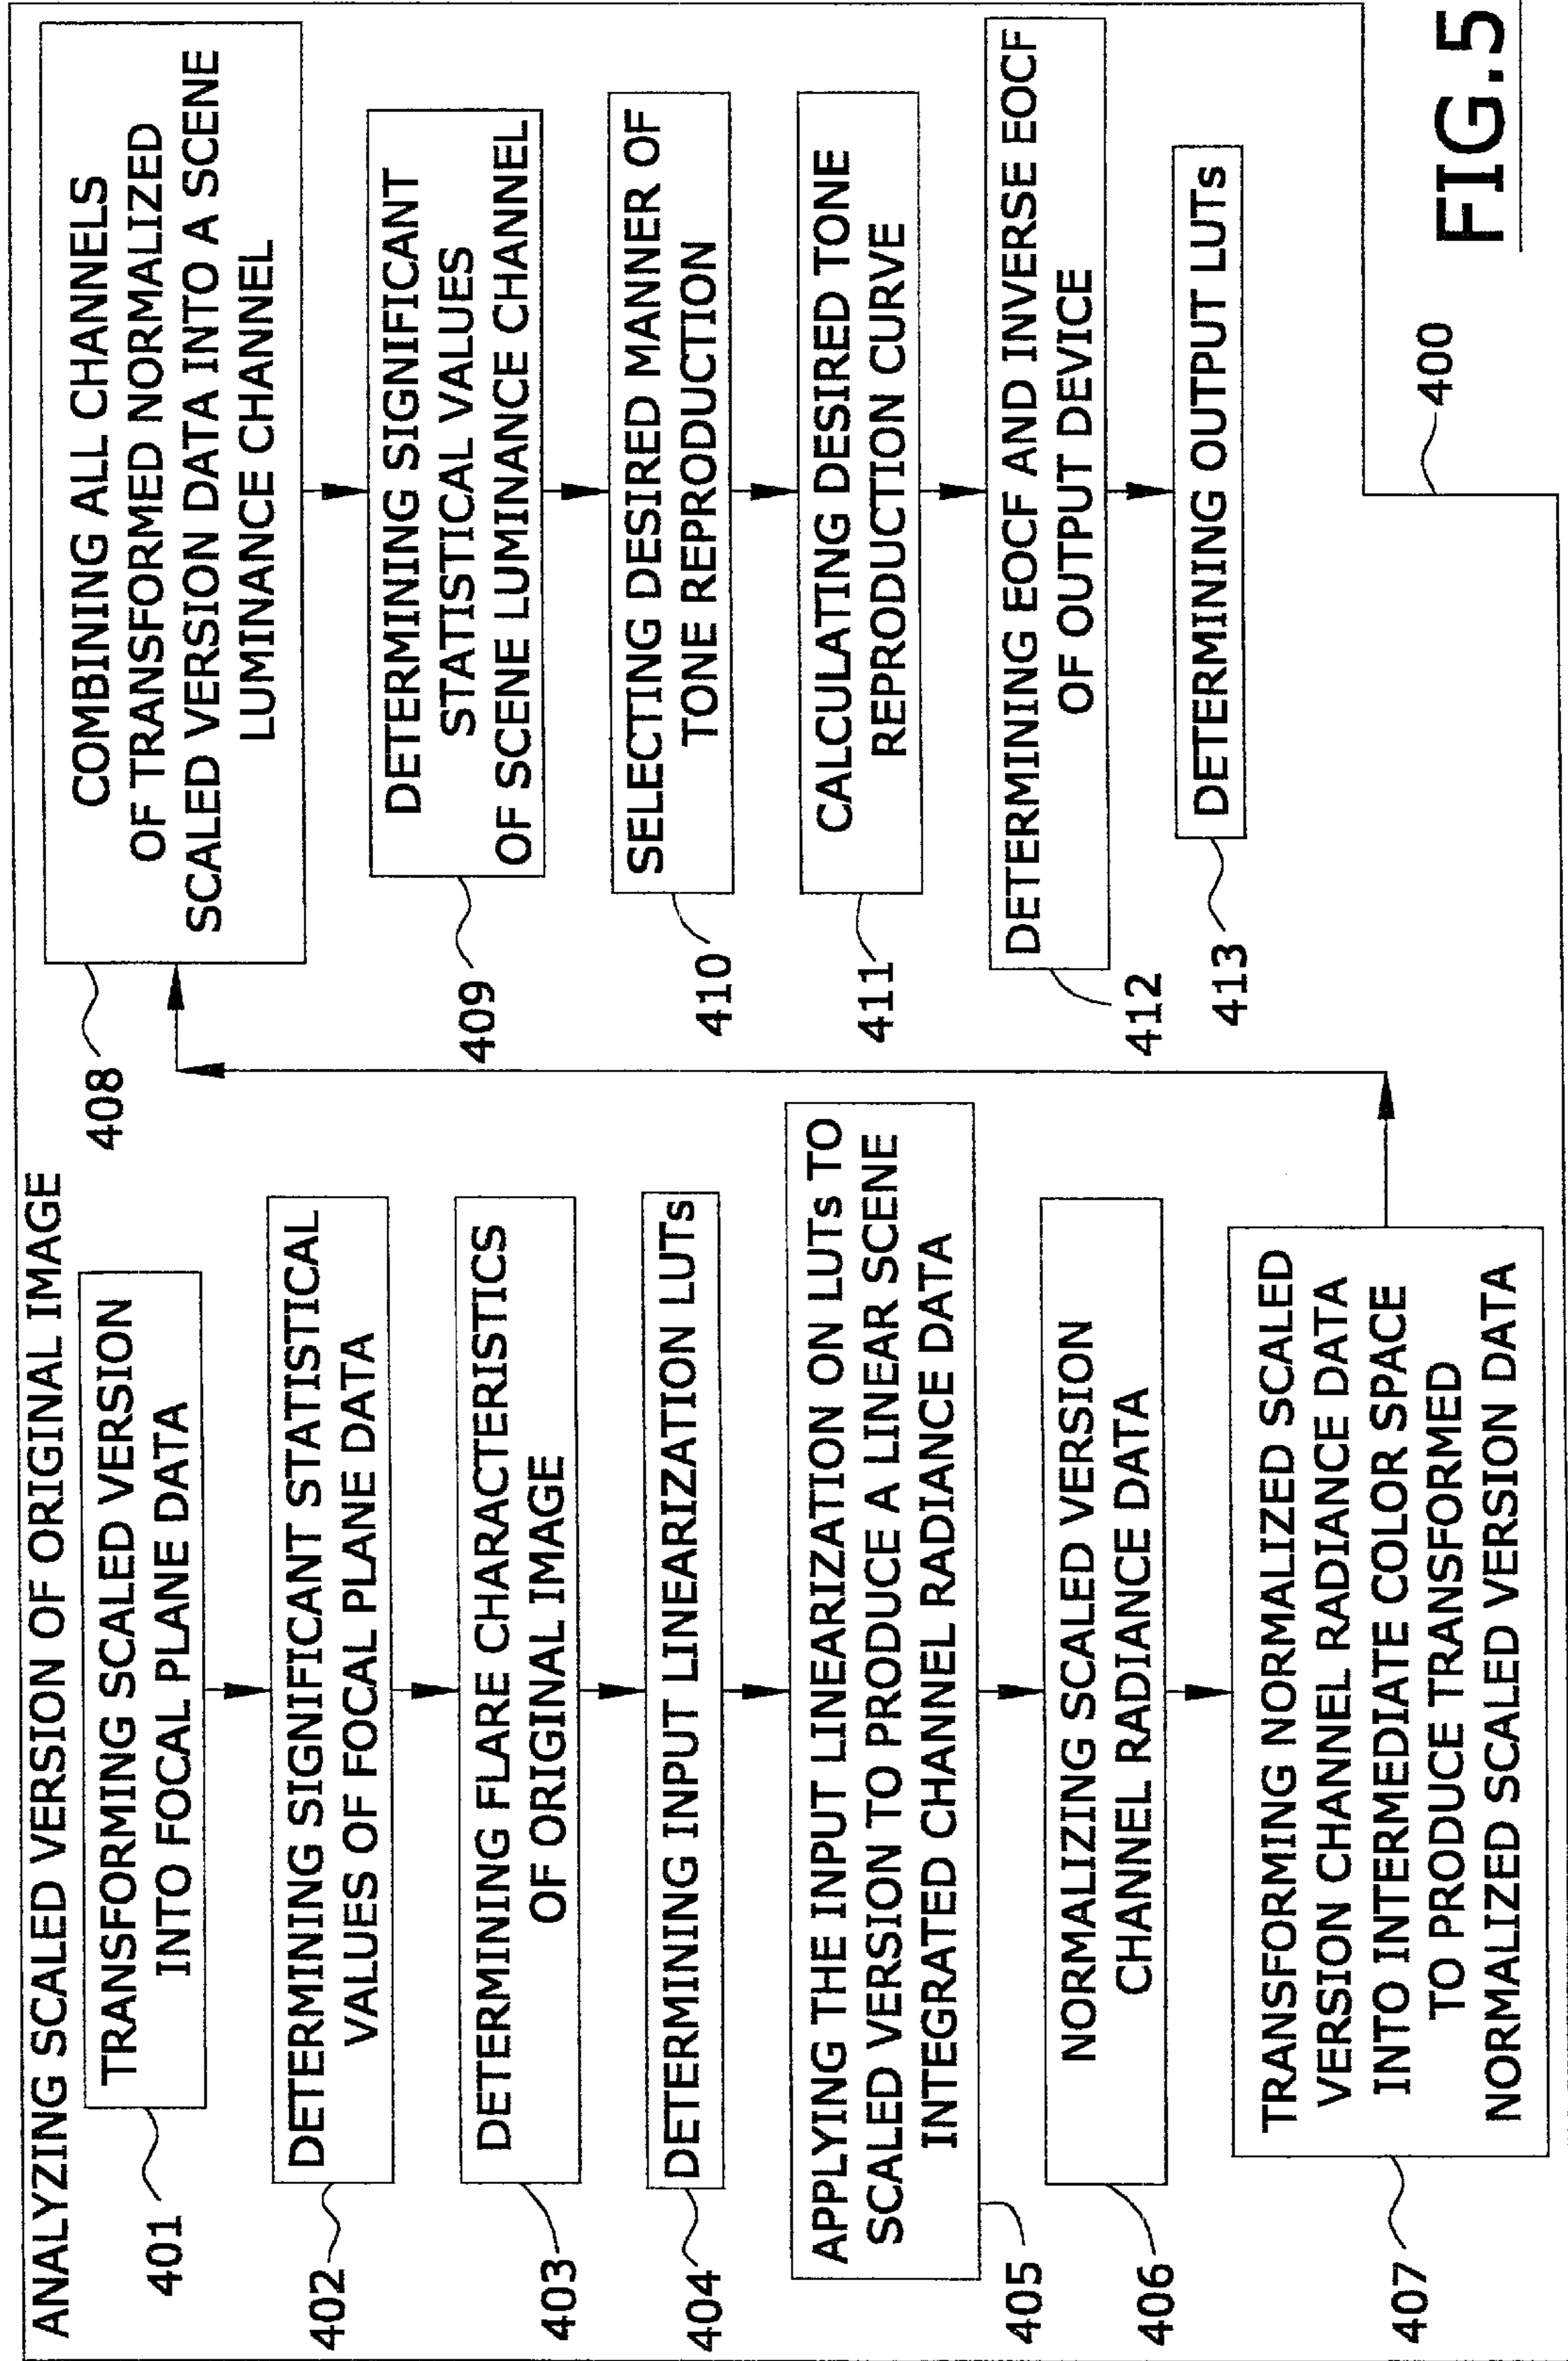 ANALYZING SCALED VERSION OF ORIGINAL IMAGE
TRANSFORMING SCALED VERSION
INTO FOCAL PLANE DATA
401
DETERMINING SIGNIFICANT STATISTICAL
VALUES OF FOCAL PLANE DATA
402
DETERMINING FLARE CHARACTERISTICS
OF ORIGINAL IMAGE
403
DETERMINING INPUT LINEARIZATION LUTs
404
APPLYING THE INPUT LINEARIZATION ON LUTs TO
SCALED VERSION TO PRODUCE A LINEAR SCENE
INTEGRATED CHANNEL RADIANCE DATA
405
NORMALIZING SCALED VERSION
CHANNEL RADIANCE DATA
406
TRANSFORMING NORMALIZED SCALED
VERSION CHANNEL RADIANCE DATA
INTO INTERMEDIATE COLOR SPACE
TO PRODUCE TRANSFORMED
NORMALIZED SCALED VERSION DATA
407
COMBINING ALL CHANNELS
OF TRANSFORMED NORMALIZED
SCALED VERSION DATA INTO A SCENE
LUMINANCE CHANNEL
408
DETERMINING SIGNIFICANT
STATISTICAL VALUES
OF SCENE LUMINANCE CHANNEL
409
SELECTING DESIRED MANNER OF
TONE REPRODUCTION
410
CALCULATING DESIRED TONE
REPRODUCTION CURVE
411
DETERMINING EOCF AND INVERSE EOCF
OF OUTPUT DEVICE
412
DETERMINING OUTPUT LUTs
413
400
FIG.5